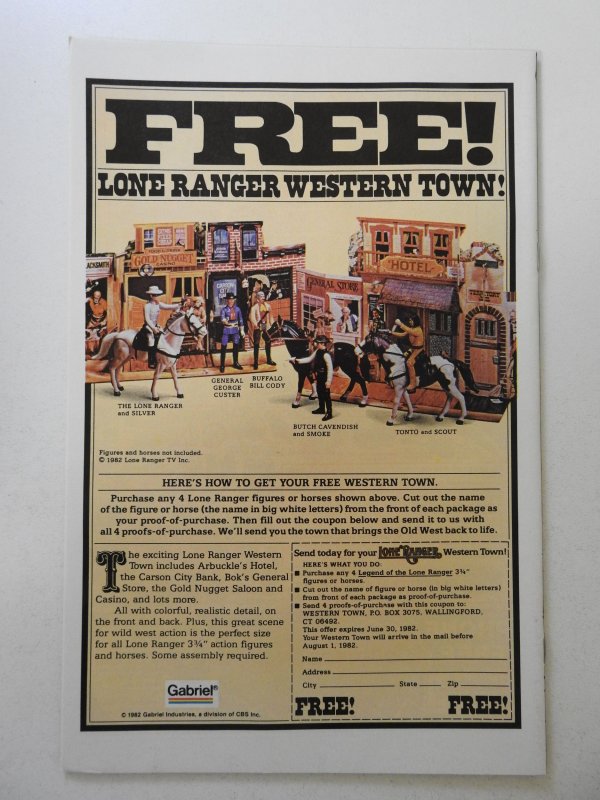 FREE!
LONE RANGER WESTERN TOWN!
GOLD NUGGET
CASINO
GENERAL STORE
HOTEL
THE LONE RANGER
and SILVER
GENERAL
GEORGE
CUSTER
BUFFALO
BILL CODY
BUTCH CAVENDISH
and SMOKE
TONTO and SCOUT
Figures and horses not included.
© 1982 Lone Ranger TV Inc.
HERE'S HOW TO GET YOUR FREE WESTERN TOWN.
Purchase any 4 Lone Ranger figures or horses shown above. Cut out the name
of the figure or horse (the name in big white letters) from the front of each package as
your proof-of-purchase. Then fill out the coupon below and send it to us with
all 4 proofs-of-purchase. We'll send you the town that brings the Old West back to life.
The exciting Lone Ranger Western
Town includes Arbuckle's Hotel,
the Carson City Bank, Bok's General
Store, the Gold Nugget Saloon and
Casino, and lots more.
All with colorful, realistic detail, on
the front and back. Plus, this great scene
for wild west action is the perfect size
for all Lone Ranger 3¾" action figures
and horses. Some assembly required.
Gabriel®
© 1982 Gabriel Industries, a division of CBS Inc.
Send today for your LONE RANGER Western Town!
HERE'S WHAT YOU DO:
■ Purchase any 4 Legend of the Lone Ranger 3¾"
figures or horses.
■ Cut out the name of figure or horse (in big white letters)
from front of each package as proof-of-purchase.
■ Send 4 proofs-of-purchase with this coupon to:
WESTERN TOWN, P.O. BOX 3075, WALLINGFORD,
CT 06492.
This offer expires June 30, 1982.
Your Western Town will arrive in the mail before
August 1, 1982.
Name
Address
City State Zip
FREE! FREE!